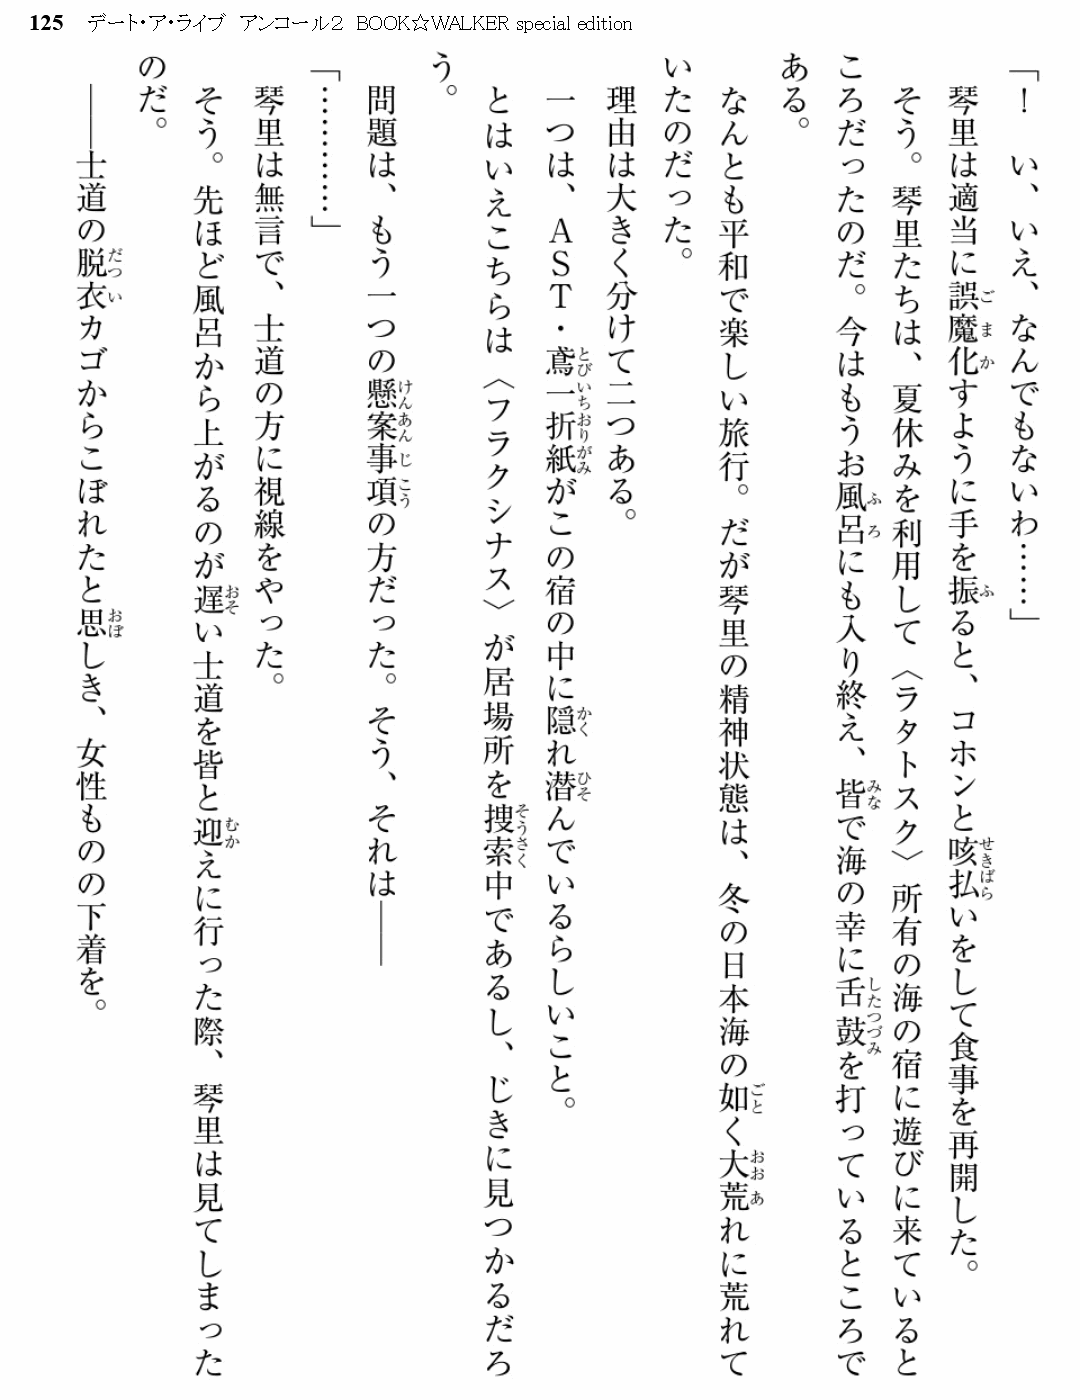 125 デート・ア・ライブ アンコール2 BOOK☆WALKER special edition
「！ い、いえ、なんでもないわ……」
琴里は適当に誤魔化すように手を振ると、コホンと咳払いをして食事を再開した。
そう。琴里たちは、夏休みを利用して〈ラタトスク〉所有の海の宿に遊びに来ていると
ころだったのだ。今はもうお風呂にも入り終え、皆で海の幸に舌鼓を打っているところで
ある。
なんとも平和で楽しい旅行。だが琴里の精神状態は、冬の日本海の如く大荒れに荒れて
いたのだった。
理由は大きく分けて二つある。
一つは、ＡＳＴ・鳶一折紙がこの宿の中に隠れ潜んでいるらしいこと。
とはいえこちらは〈フラクシナス〉が居場所を捜索中であるし、じきに見つかるだろ
う。
問題は、もう一つの懸案事項の方だった。そう、それは――
「…………」
琴里は無言で、士道の方に視線をやった。
そう。先ほど風呂から上がるのが遅い士道を皆と迎えに行った際、琴里は見てしまった
のだ。
――士道の脱衣カゴからこぼれたと思しき、女性ものの下着を。